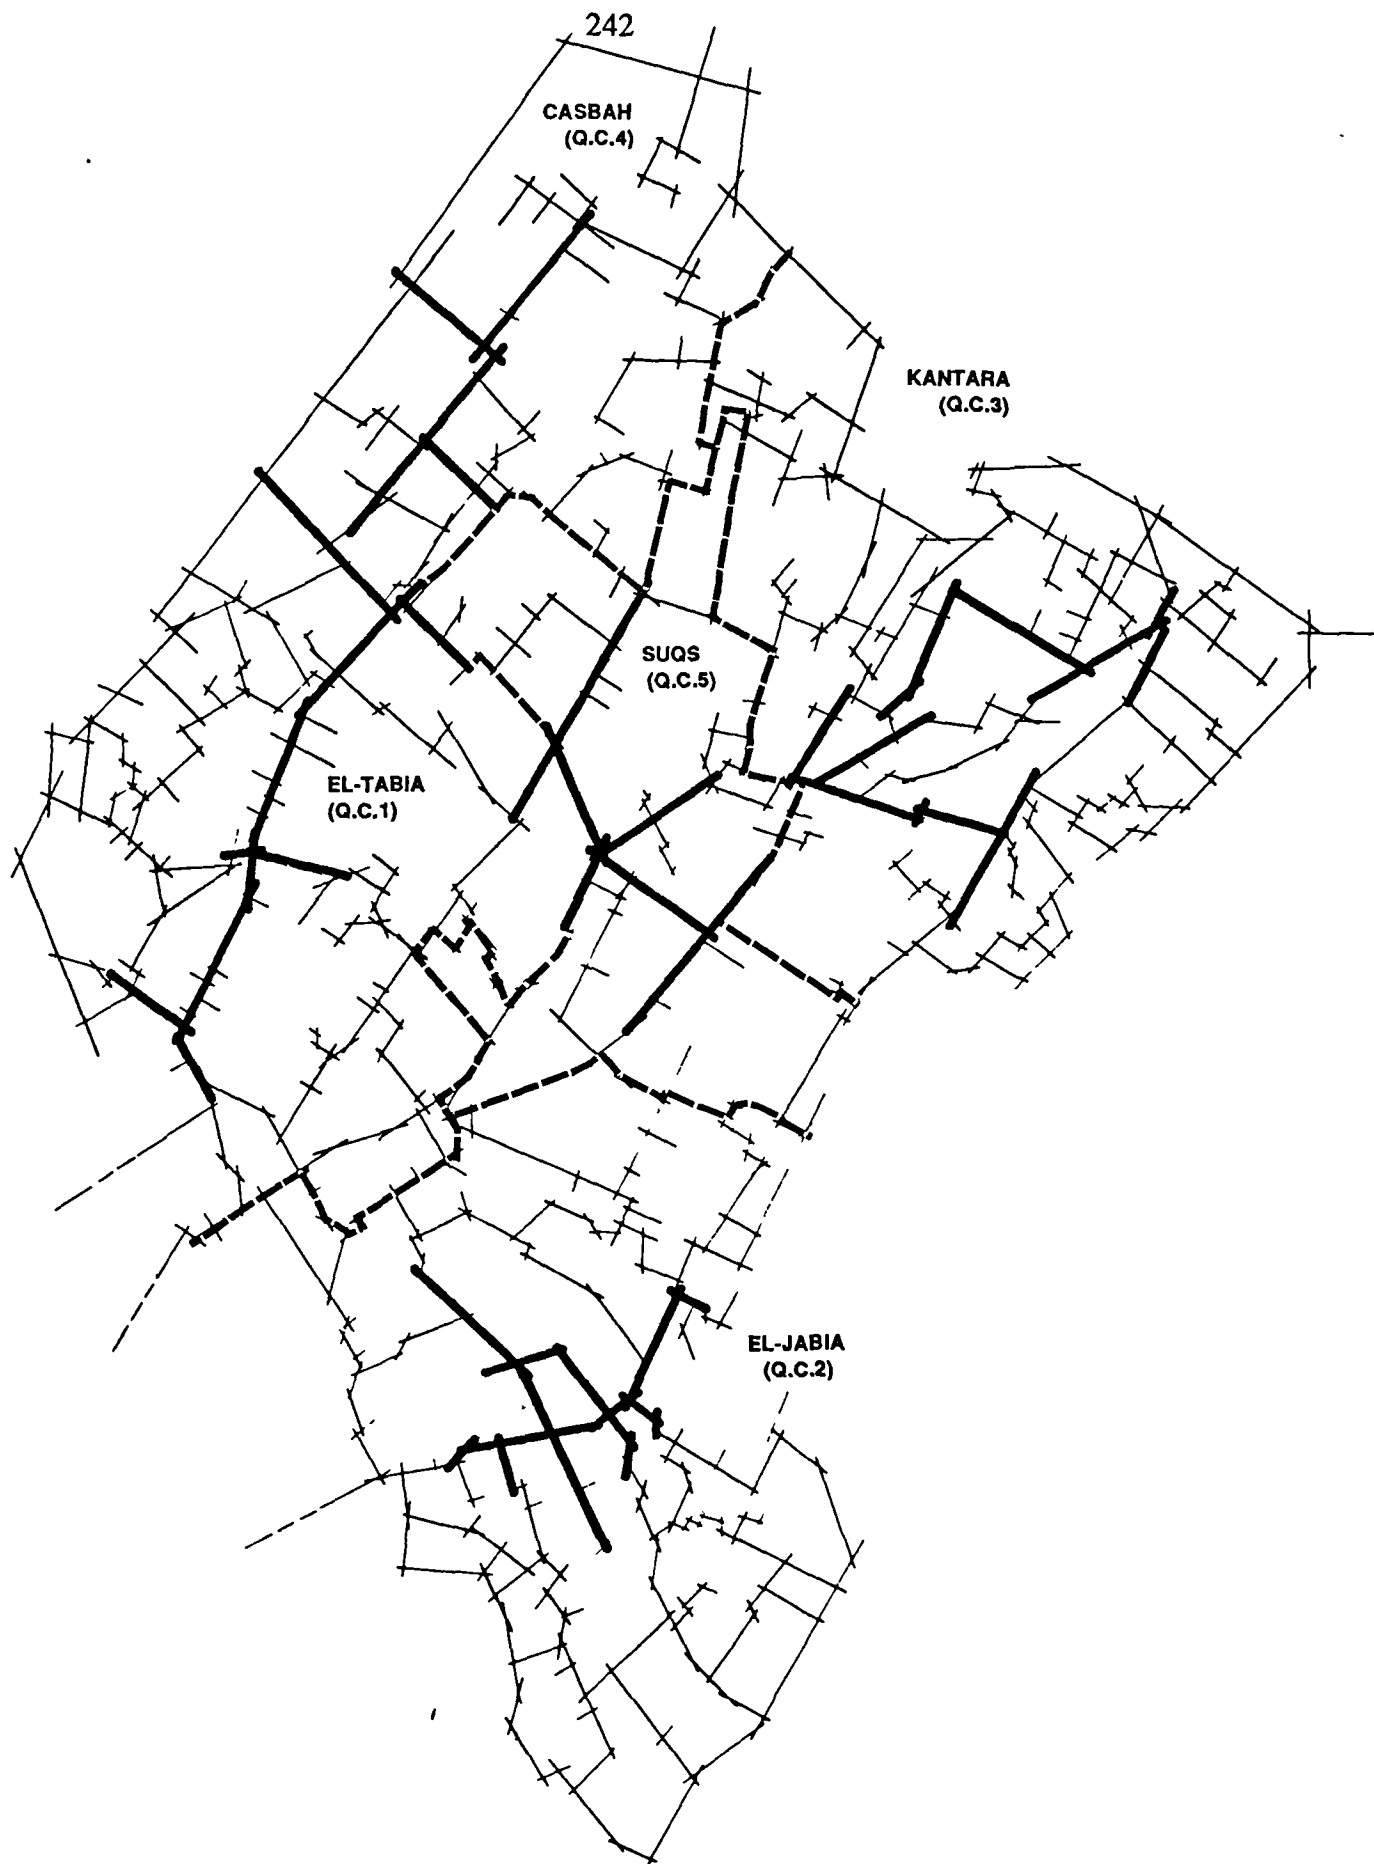 242
CASBAH
(Q.C.4)
KANTARA
(Q.C.3)
SUQS
(Q.C.5)
EL-TABIA
(Q.C.1)
EL-JABIA
(Q.C.2)